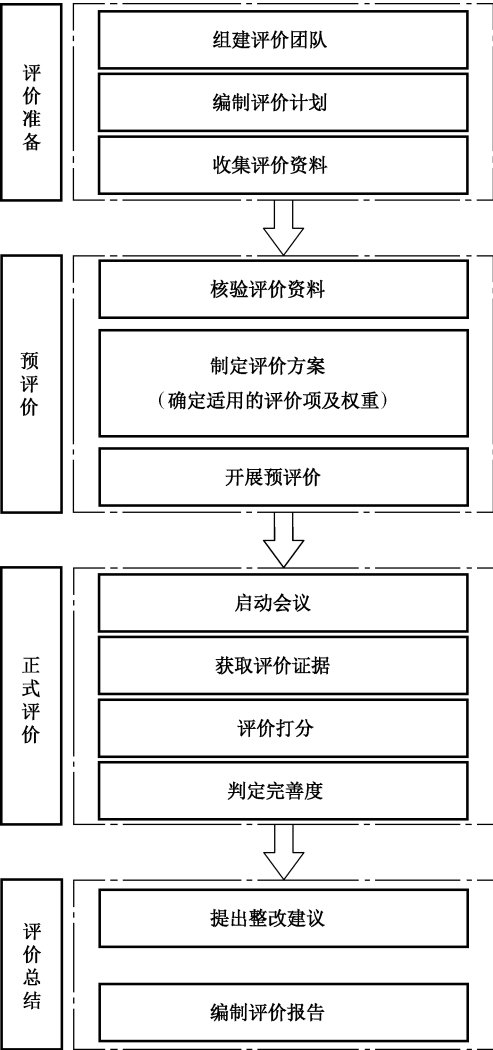 评价准备
组建评价团队
编制评价计划
收集评价资料
预评价
核验评价资料
制定评价方案
（确定适用的评价项及权重）
开展预评价
正式评价
启动会议
获取评价证据
评价打分
判定完善度
评价总结
提出整改建议
编制评价报告